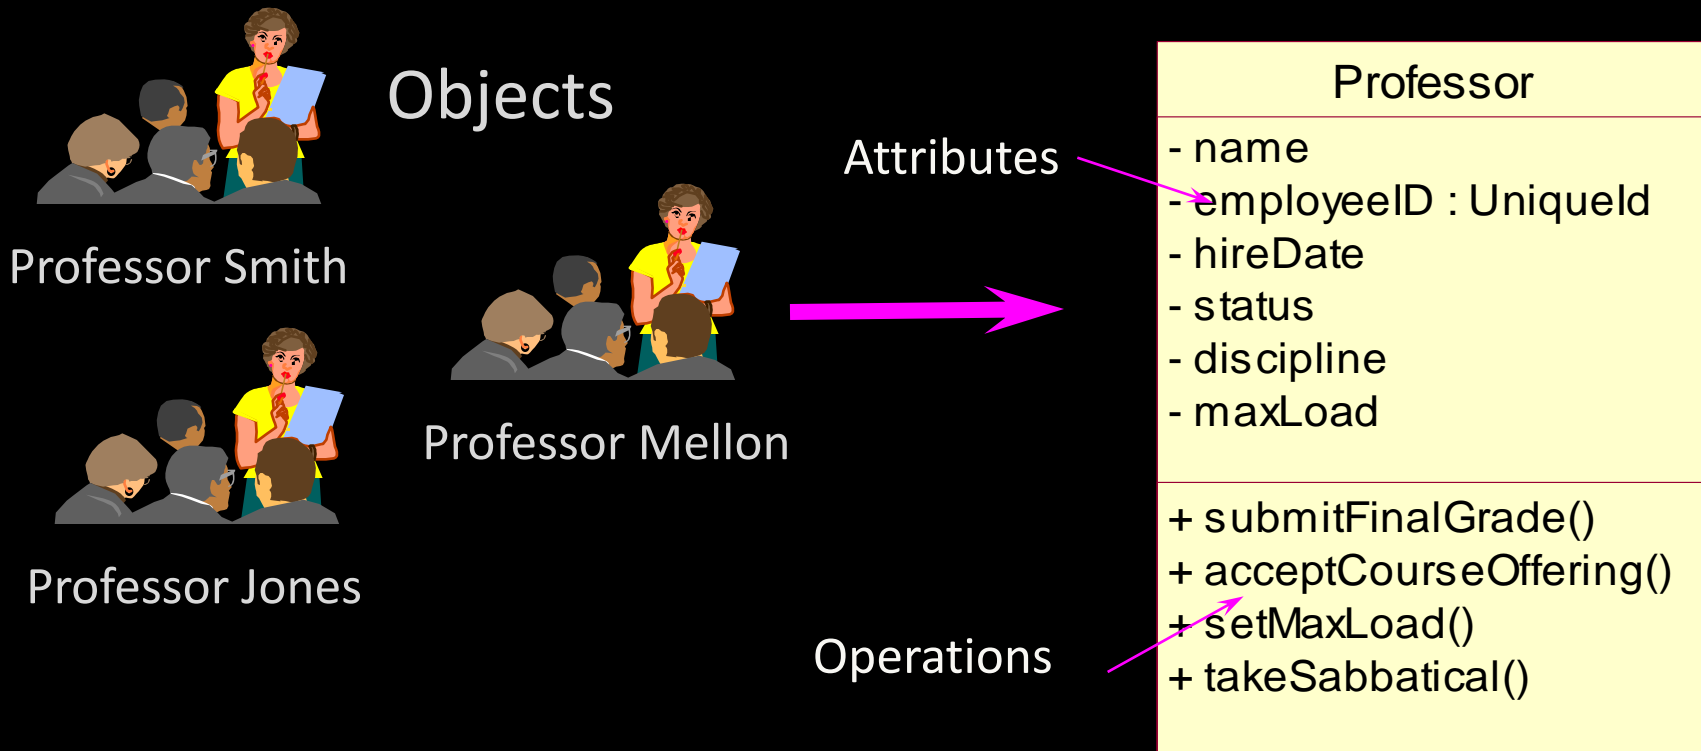 Objects
Professor Smith
Professor Mellon
Professor Jones
Attributes
Operations
Professor
- name
- employeeID : UniqueId
- hireDate
- status
- discipline
- maxLoad
+ submitFinalGrade()
+ acceptCourseOffering()
+ setMaxLoad()
+ takeSabbatical()